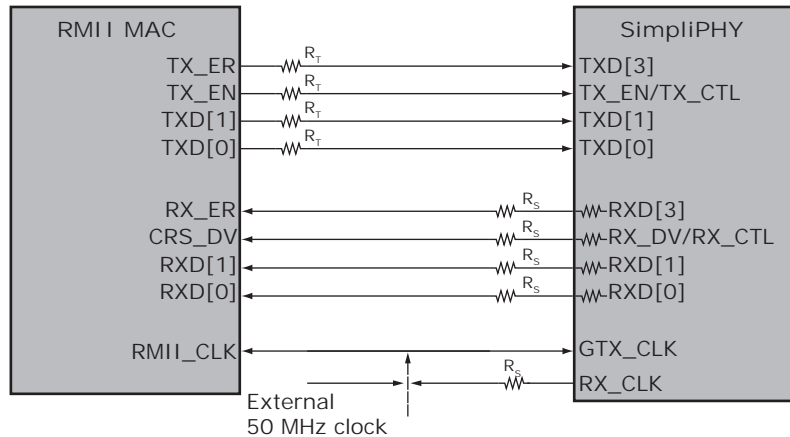 RMII MAC
SimpliPHY
TX_ER
R_T
TXD[3]
TX_EN
R_T
TX_EN/TX_CTL
TXD[1]
R_T
TXD[1]
TXD[0]
R_T
TXD[0]
RX_ER
R_S
RXD[3]
CRS_DV
R_S
RX_DV/RX_CTL
RXD[1]
R_S
RXD[1]
RXD[0]
R_S
RXD[0]
RMII_CLK
GTX_CLK
R_S
RX_CLK
External
50 MHz clock